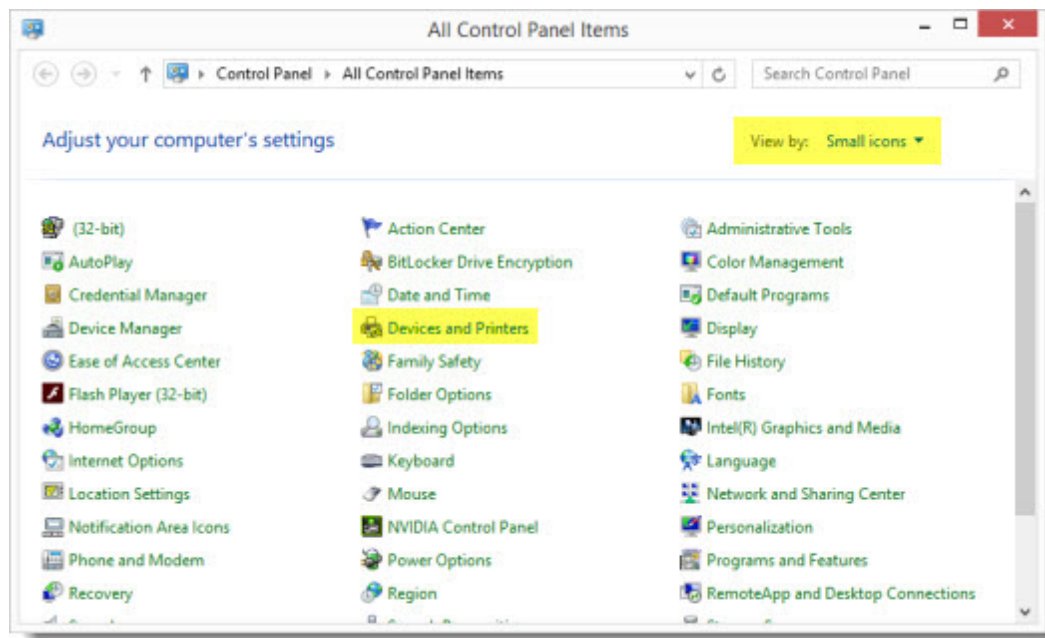 All Control Panel Items
Control Panel ▸ All Control Panel Items
Search Control Panel
Adjust your computer's settings
View by: Small icons
(32-bit) Action Center Administrative Tools
AutoPlay BitLocker Drive Encryption Color Management
Credential Manager Date and Time Default Programs
Device Manager Devices and Printers Display
Ease of Access Center Family Safety File History
Flash Player (32-bit) Folder Options Fonts
HomeGroup Indexing Options Intel(R) Graphics and Media
Internet Options Keyboard Language
Location Settings Mouse Network and Sharing Center
Notification Area Icons NVIDIA Control Panel Personalization
Phone and Modem Power Options Programs and Features
Recovery Region RemoteApp and Desktop Connections